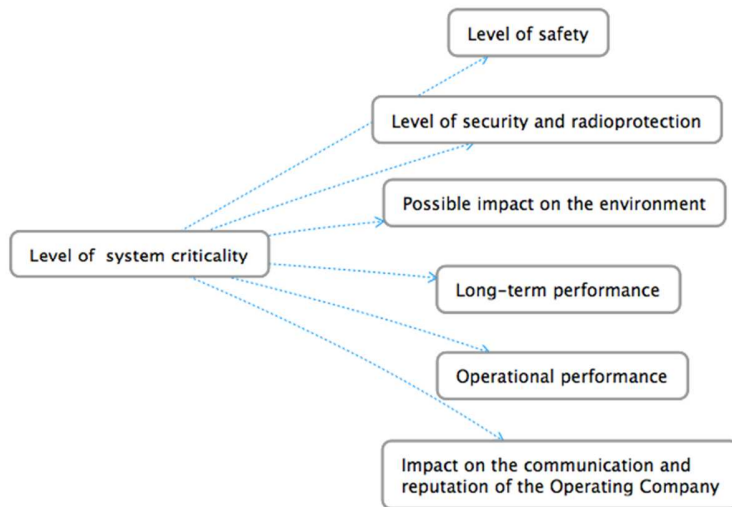 Level of safety
Level of security and radioprotection
Possible impact on the environment
Level of  system criticality
Long-term performance
Operational performance
Impact on the communication and
reputation of the Operating Company